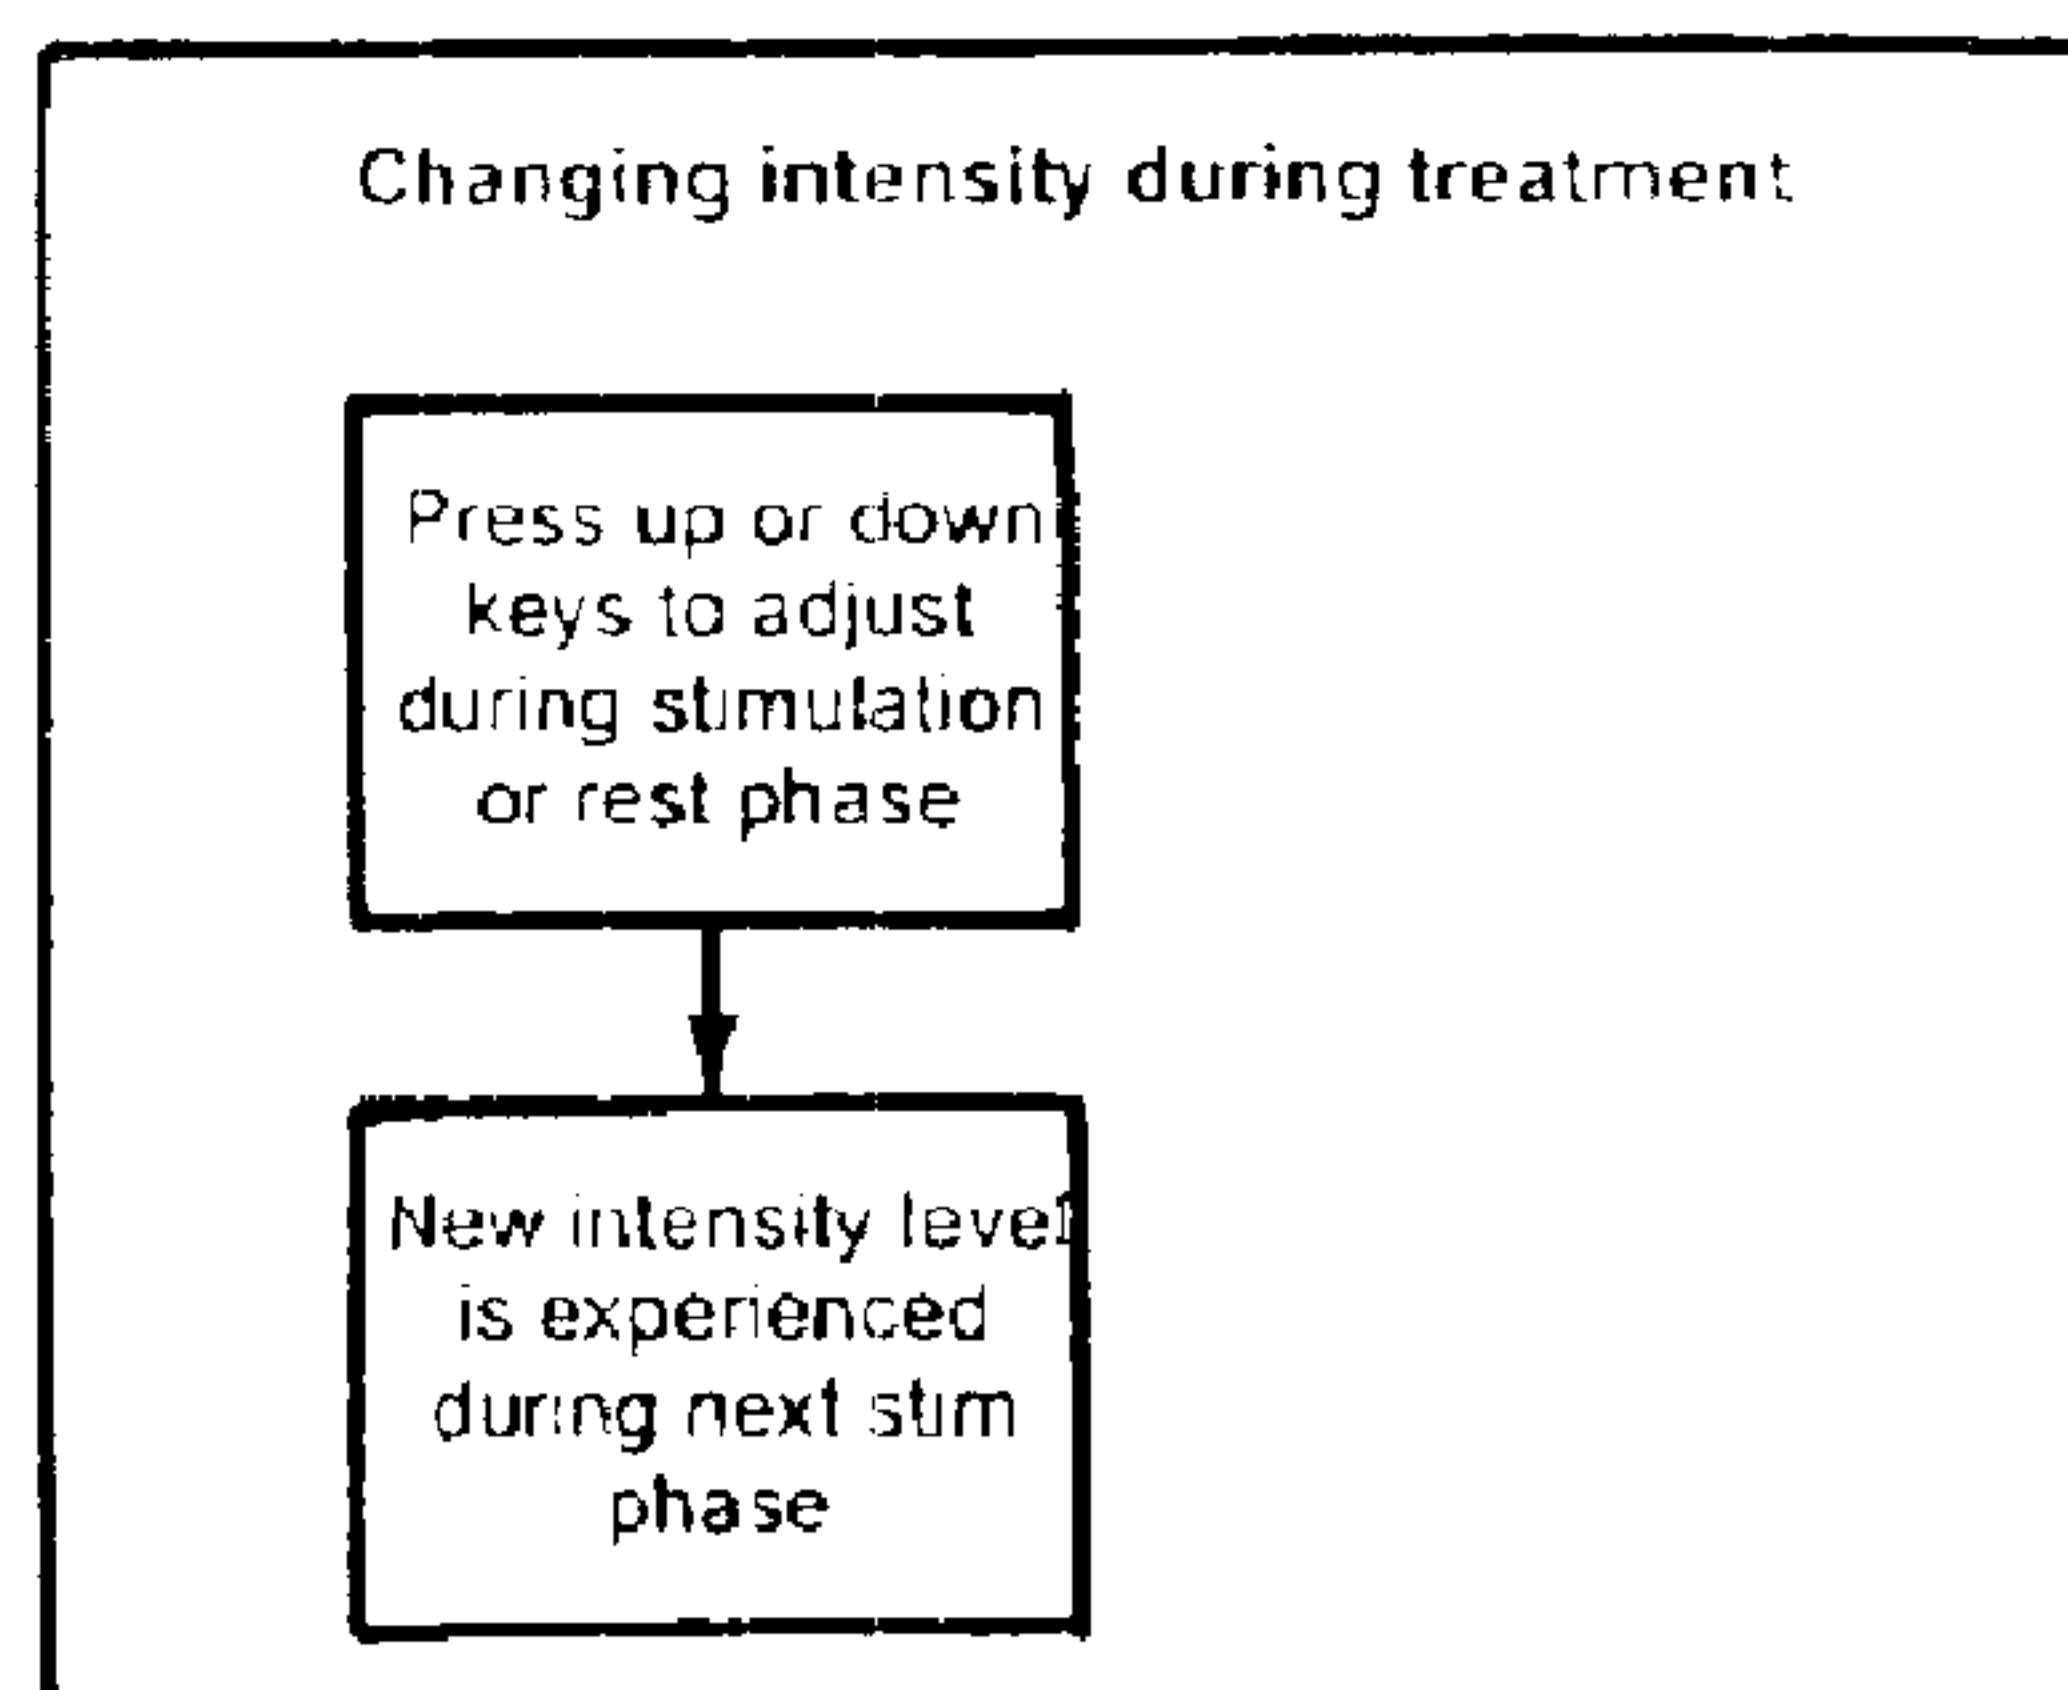 Changing intensity during treatment
Press up or down
keys to adjust
during stimulation
or rest phase
New intensity level
is experienced
during next stim
phase